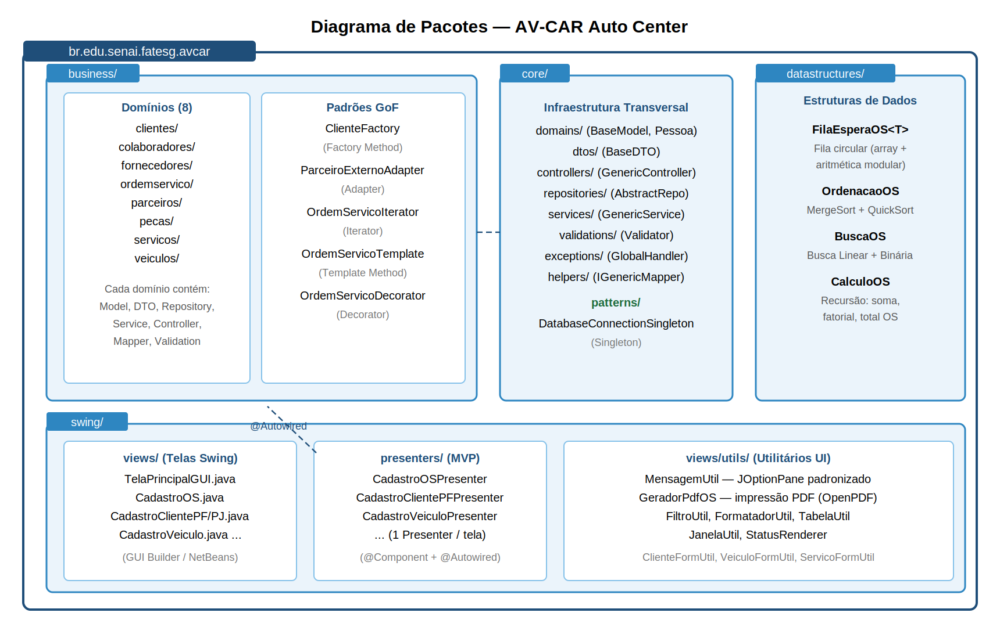 Diagrama de Pacotes — AV-CAR Auto Center
br.edu.senai.fatesg.avcar
business/
Domínios (8)
clientes/
colaboradores/
fornecedores/
ordemservico/
parceiros/
pecas/
servicos/
veiculos/
Cada domínio contém:
Model, DTO, Repository,
Service, Controller,
Mapper, Validation
Padrões GoF
ClienteFactory
(Factory Method)
ParceiroExternoAdapter
(Adapter)
OrdemServicoIterator
(Iterator)
OrdemServicoTemplate
(Template Method)
OrdemServicoDecorator
(Decorator)
core/
Infraestrutura Transversal
domains/ (BaseModel, Pessoa)
dtos/ (BaseDTO)
controllers/ (GenericController)
repositories/ (AbstractRepo)
services/ (GenericService)
validations/ (Validator)
exceptions/ (GlobalHandler)
helpers/ (IGenericMapper)
patterns/
DatabaseConnectionSingleton
(Singleton)
datastructures/
Estruturas de Dados
FilaEsperaOS<T>
Fila circular (array +
aritmética modular)
OrdenacaoOS
MergeSort + QuickSort
BuscaOS
Busca Linear + Binária
CalculoOS
Recursão: soma,
fatorial, total OS
swing/
@Autowired
views/ (Telas Swing)
TelaPrincipalGUI.java
CadastroOS.java
CadastroClientePF/PJ.java
CadastroVeiculo.java ...
(GUI Builder / NetBeans)
presenters/ (MVP)
CadastroOSPresenter
CadastroClientePFPresenter
CadastroVeiculoPresenter
... (1 Presenter / tela)
(@Component + @Autowired)
views/utils/ (Utilitários UI)
MensagemUtil — JOptionPane padronizado
GeradorPdfOS — impressão PDF (OpenPDF)
FiltroUtil, FormatadorUtil, TabelaUtil
JanelaUtil, StatusRenderer
ClienteFormUtil, VeiculoFormUtil, ServicoFormUtil